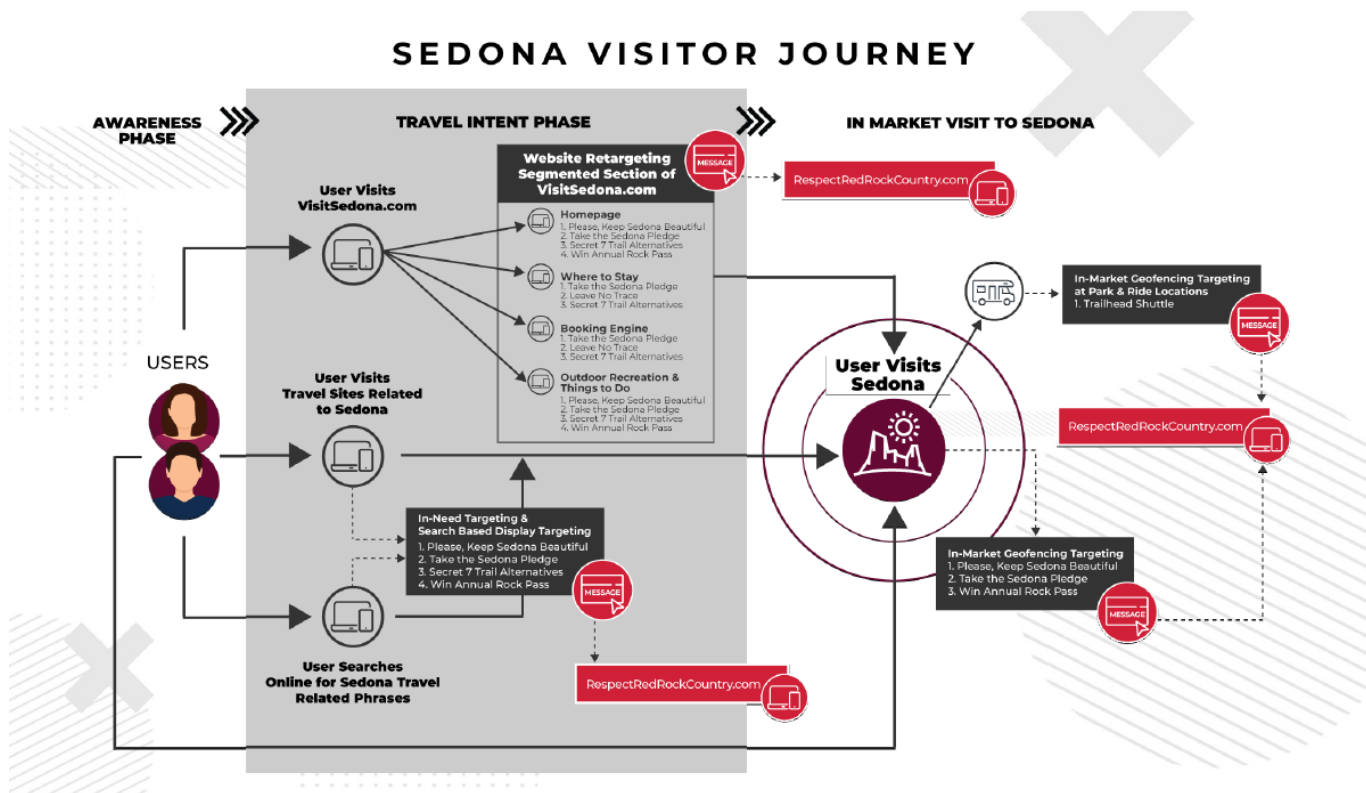 SEDONA VISITOR JOURNEY
AWARENESS
PHASE
TRAVEL INTENT PHASE
IN MARKET VISIT TO SEDONA
USERS
User Visits
VisitSedona.com
Website Retargeting
Segmented Section of
VisitSedona.com
MESSAGE
RespectRedRockCountry.com
Homepage
1. Please, Keep Sedona Beautiful
2. Take the Sedona Pledge
3. Secret 7 Trail Alternatives
4. Win Annual Rock Pass
Where to Stay
1. Take the Sedona Pledge
2. Leave No Trace
3. Secret 7 Trail Alternatives
Booking Engine
1. Take the Sedona Pledge
2. Leave No Trace
3. Secret 7 Trail Alternatives
Outdoor Recreation &
Things to Do
1. Please, Keep Sedona Beautiful
2. Take the Sedona Pledge
3. Secret 7 Trail Alternatives
4. Win Annual Rock Pass
User Visits
Travel Sites Related
to Sedona
In-Need Targeting &
Search Based Display Targeting
1. Please, Keep Sedona Beautiful
2. Take the Sedona Pledge
3. Secret 7 Trail Alternatives
4. Win Annual Rock Pass
MESSAGE
RespectRedRockCountry.com
User Searches
Online for Sedona Travel
Related Phrases
User Visits
Sedona
In-Market Geofencing Targeting
at Park & Ride Locations
1. Trailhead Shuttle
MESSAGE
RespectRedRockCountry.com
In-Market Geofencing Targeting
1. Please, Keep Sedona Beautiful
2. Take the Sedona Pledge
3. Win Annual Rock Pass
MESSAGE